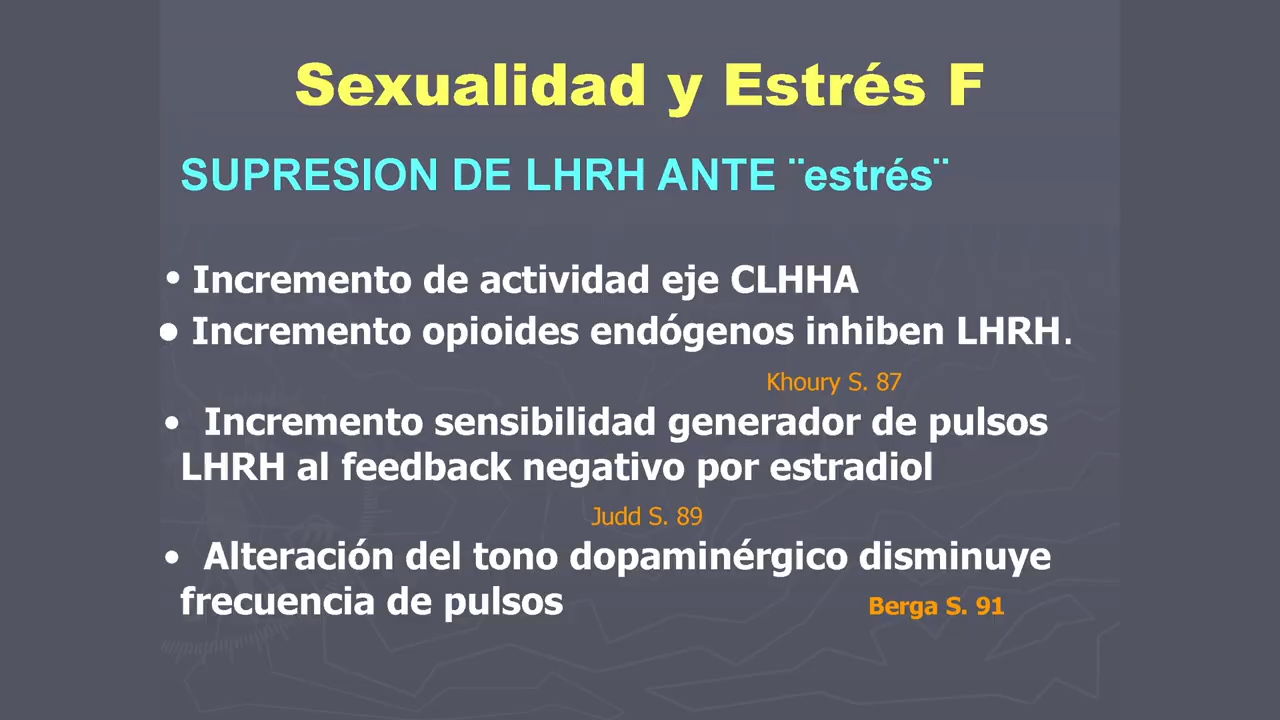 Sexualidad y Estrés F
SUPRESION DE LHRH ANTE ¨estrés¨
• Incremento de actividad eje CLHHA
• Incremento opioides endógenos inhiben LHRH.
Khoury S. 87
• Incremento sensibilidad generador de pulsos
LHRH al feedback negativo por estradiol
Judd S. 89
• Alteración del tono dopaminérgico disminuye
frecuencia de pulsos Berga S. 91